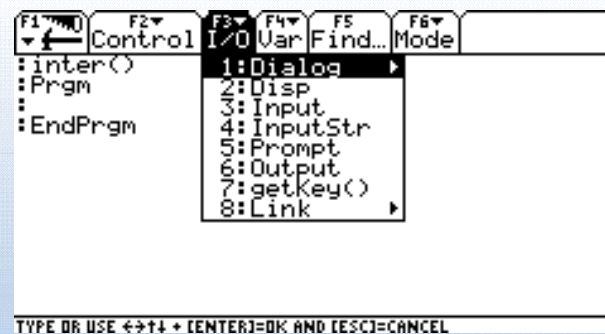 F1 F2 F3 F4 F5 F6
Control I/O Var Find… Mode
:inter()
:Prgm
:
:EndPrgm
1:Dialog ▶
2:Disp
3:Input
4:InputStr
5:Prompt
6:Output
7:getKey()
8:Link ▶
TYPE OR USE ←→↑↓ + [ENTER]=OK AND [ESC]=CANCEL